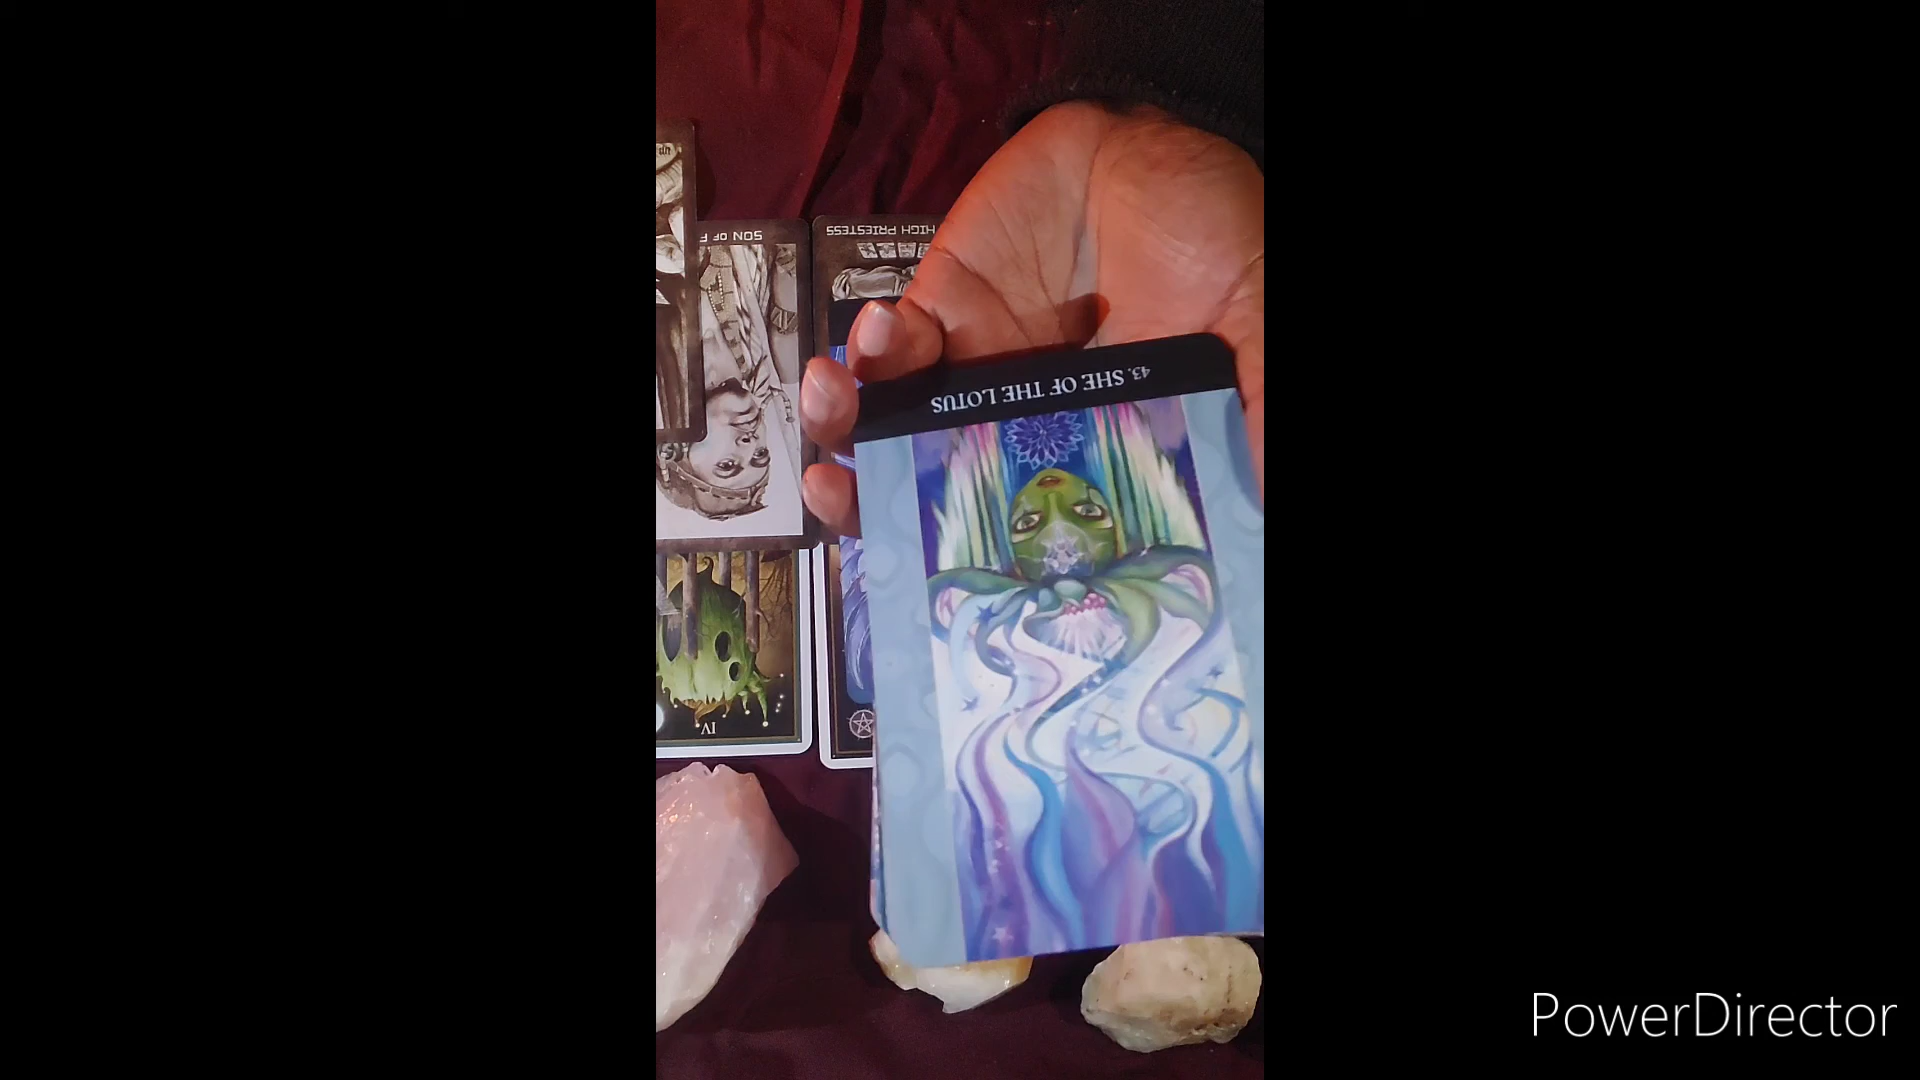 SON OF
HIGH PRIESTESS
43. SHE OF THE LOTUS
IV
PowerDirector